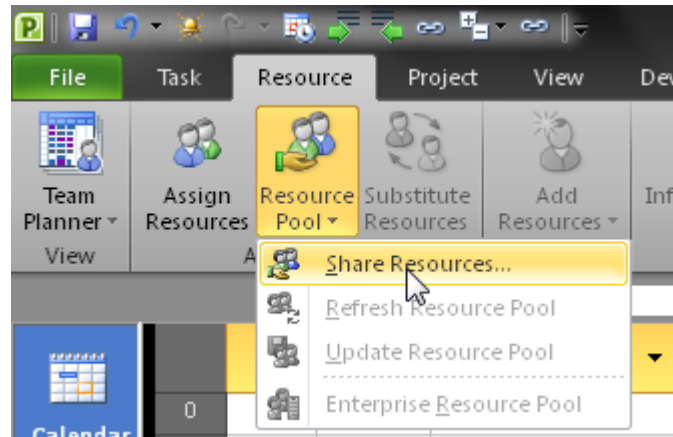 File Task Resource Project View Dev
Team Planner
Assign Resources
Resource Pool
Substitute Resources
Add Resources
Inf
View
A
Share Resources...
Refresh Resource Pool
Update Resource Pool
Enterprise Resource Pool
Calendar
0